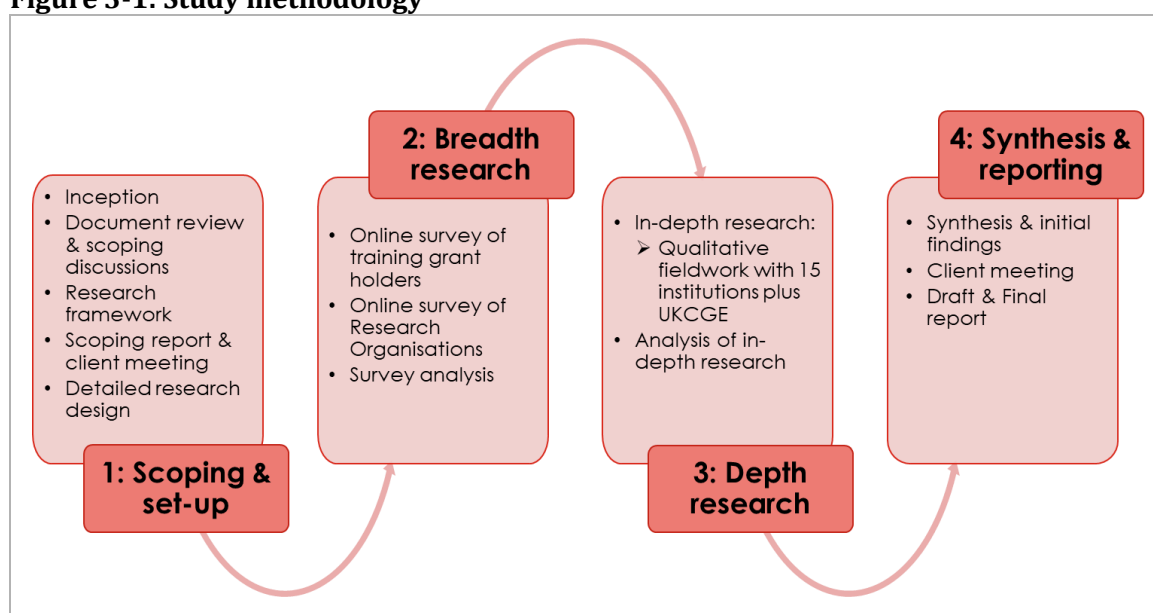 Figure 3-1: Study methodology
• Inception
• Document review
& scoping
discussions
• Research
framework
• Scoping report &
client meeting
• Detailed research
design
1: Scoping &
set-up
2: Breadth
research
• Online survey of
training grant
holders
• Online survey of
Research
Organisations
• Survey analysis
• In-depth research:
➢ Qualitative
fieldwork with 15
institutions plus
UKCGE
• Analysis of in-
depth research
3: Depth
research
4: Synthesis &
reporting
• Synthesis & initial
findings
• Client meeting
• Draft & Final
report